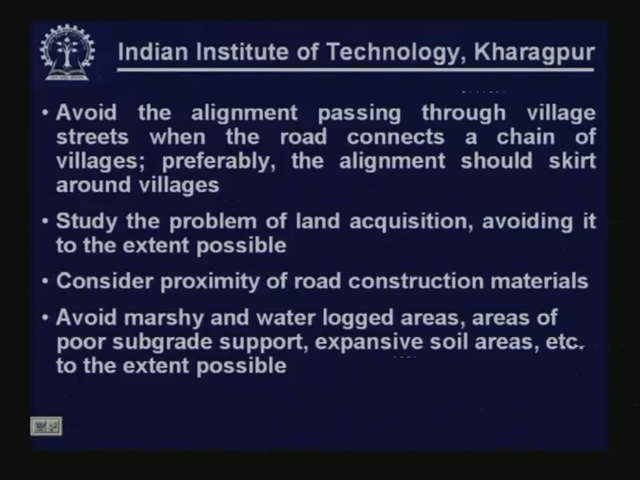 Indian Institute of Technology, Kharagpur
• Avoid the alignment passing through village
streets when the road connects a chain of
villages; preferably, the alignment should skirt
around villages
• Study the problem of land acquisition, avoiding it
to the extent possible
• Consider proximity of road construction materials
• Avoid marshy and water logged areas, areas of
poor subgrade support, expansive soil areas, etc.
to the extent possible